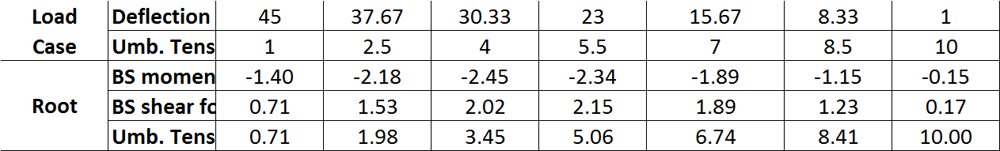 Load Deflection 45 37.67 30.33 23 15.67 8.33 1
Case Umb. Tens 1 2.5 4 5.5 7 8.5 10
BS momen -1.40 -2.18 -2.45 -2.34 -1.89 -1.15 -0.15
Root BS shear fo 0.71 1.53 2.02 2.15 1.89 1.23 0.17
Umb. Tens 0.71 1.98 3.45 5.06 6.74 8.41 10.00